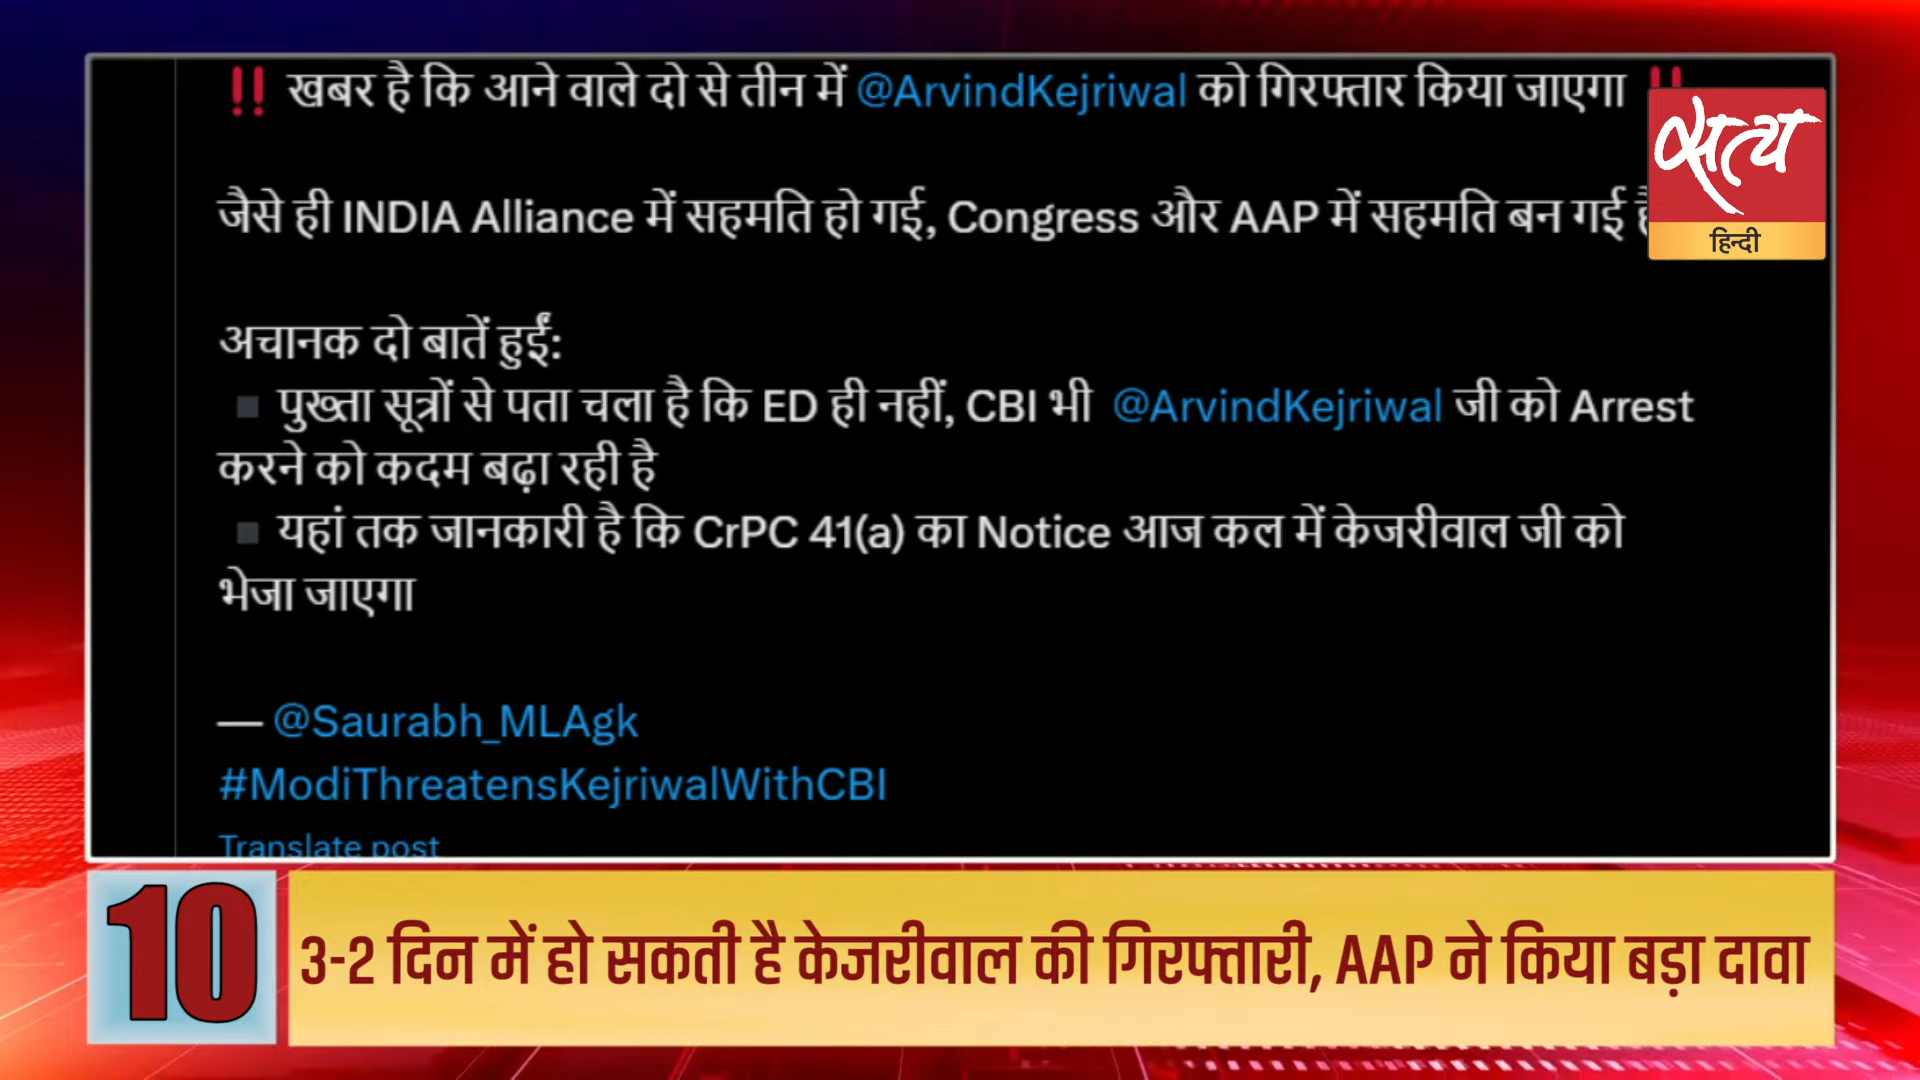 ‼ खबर है कि आने वाले दो से तीन में @ArvindKejriwal को गिरफ्तार किया जाएगा ‼
जैसे ही INDIA Alliance में सहमति हो गई, Congress और AAP में सहमति बन गई
सत्य
हिन्दी
अचानक दो बातें हुईं:
▪ पुख्ता सूत्रों से पता चला है कि ED ही नहीं, CBI भी @ArvindKejriwal जी को Arrest
करने को कदम बढ़ा रही है
▪ यहां तक जानकारी है कि CrPC 41(a) का Notice आज कल में केजरीवाल जी को
भेजा जाएगा
— @Saurabh_MLAgk
#ModiThreatensKejriwalWithCBI
Translate post
10
3-2 दिन में हो सकती है केजरीवाल की गिरफ्तारी, AAP ने किया बड़ा दावा